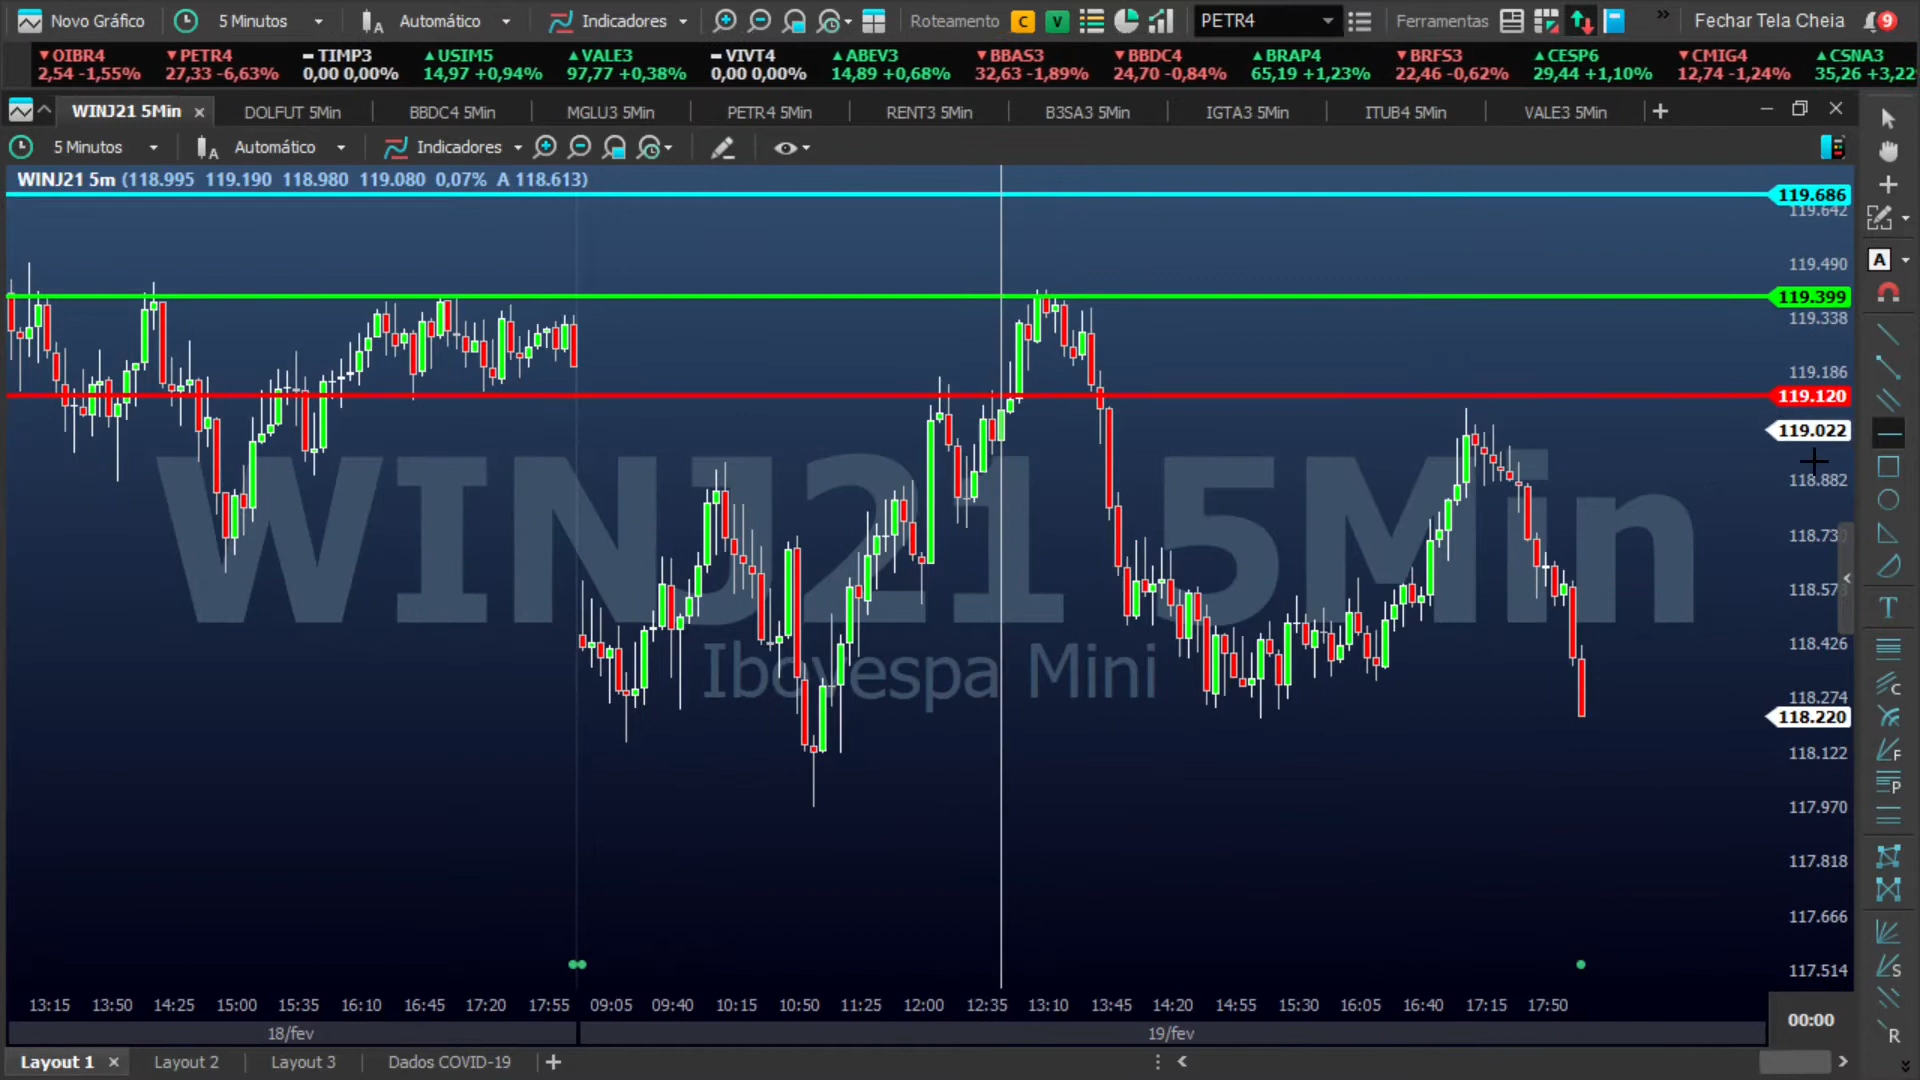 Novo Gráfico 5 Minutos Automático Indicadores Roteamento C V PETR4 Ferramentas » Fechar Tela Cheia 9
OIBR4 PETR4 TIMP3 USIM5 VALE3 VIVT4 ABEV3 BBAS3 BBDC4 BRAP4 BRFS3 CESP6 CMIG4 CSNA3
2,54 -1,55% 27,33 -6,63% 0,00 0,00% 14,97 +0,94% 97,77 +0,38% 0,00 0,00% 14,89 +0,68% 32,63 -1,89% 24,70 -0,84% 65,19 +1,23% 22,46 -0,62% 29,44 +1,10% 12,74 -1,24% 35,26 +3,22
WINJ21 5Min DOLFUT 5Min BBDC4 5Min MGLU3 5Min PETR4 5Min RENT3 5Min B3SA3 5Min IGTA3 5Min ITUB4 5Min VALE3 5Min
5 Minutos Automático Indicadores
WINJ21 5m (118.995 119.190 118.980 119.080 0,07% A 118.613)
119.686
119.642
119.490
119.399
119.338
119.186
119.120
119.022
118.882
118.73
118.57
118.426
118.274
118.220
118.122
117.970
117.818
117.666
117.514
WINJ21 5Min
Ibovespa Mini
13:15 13:50 14:25 15:00 15:35 16:10 16:45 17:20 17:55 09:05 09:40 10:15 10:50 11:25 12:00 12:35 13:10 13:45 14:20 14:55 15:30 16:05 16:40 17:15 17:50
00:00
18/fev 19/fev
Layout 1 Layout 2 Layout 3 Dados COVID-19
A
T
C
F
P
S
R